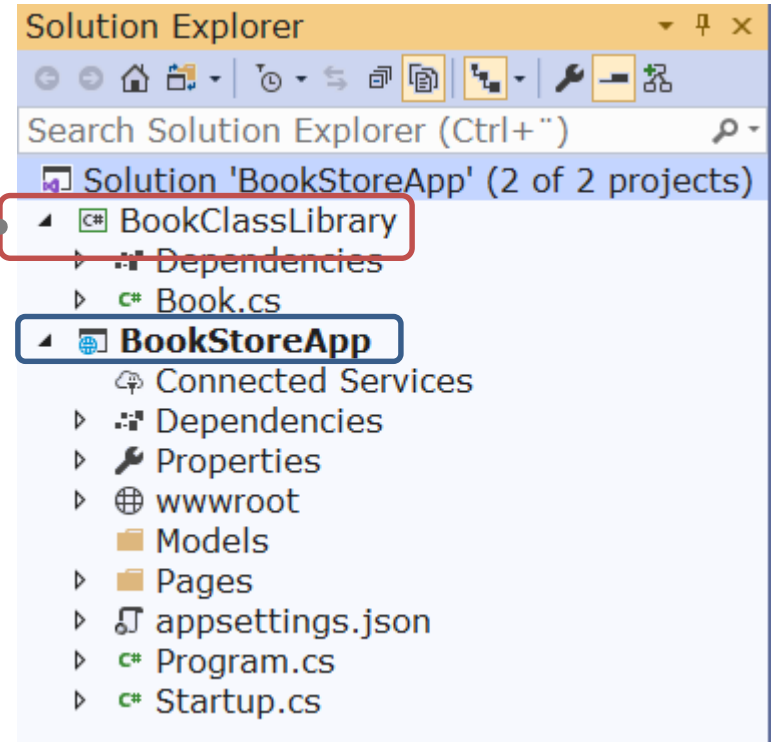 Solution Explorer
Search Solution Explorer (Ctrl+¨)
Solution 'BookStoreApp' (2 of 2 projects)
C# BookClassLibrary
Dependencies
C# Book.cs
BookStoreApp
Connected Services
Dependencies
Properties
wwwroot
Models
Pages
appsettings.json
C# Program.cs
C# Startup.cs